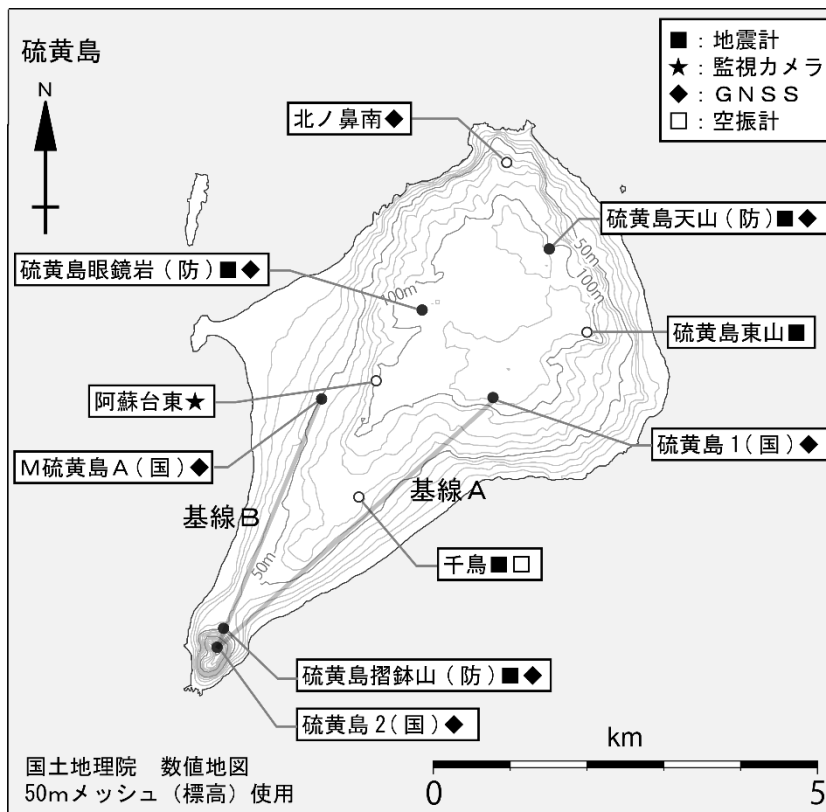 硫黄島
N
■：地震計
★：監視カメラ
◆：ＧＮＳＳ
□：空振計
北ノ鼻南◆
硫黄島天山(防)■◆
硫黄島眼鏡岩(防)■◆
50m
100m
100m
硫黄島東山■
阿蘇台東★
硫黄島1(国)◆
M硫黄島A(国)◆
基線A
基線B
千鳥■□
50m
硫黄島摺鉢山(防)■◆
硫黄島2(国)◆
国土地理院　数値地図
50mメッシュ（標高）使用
km
0
5